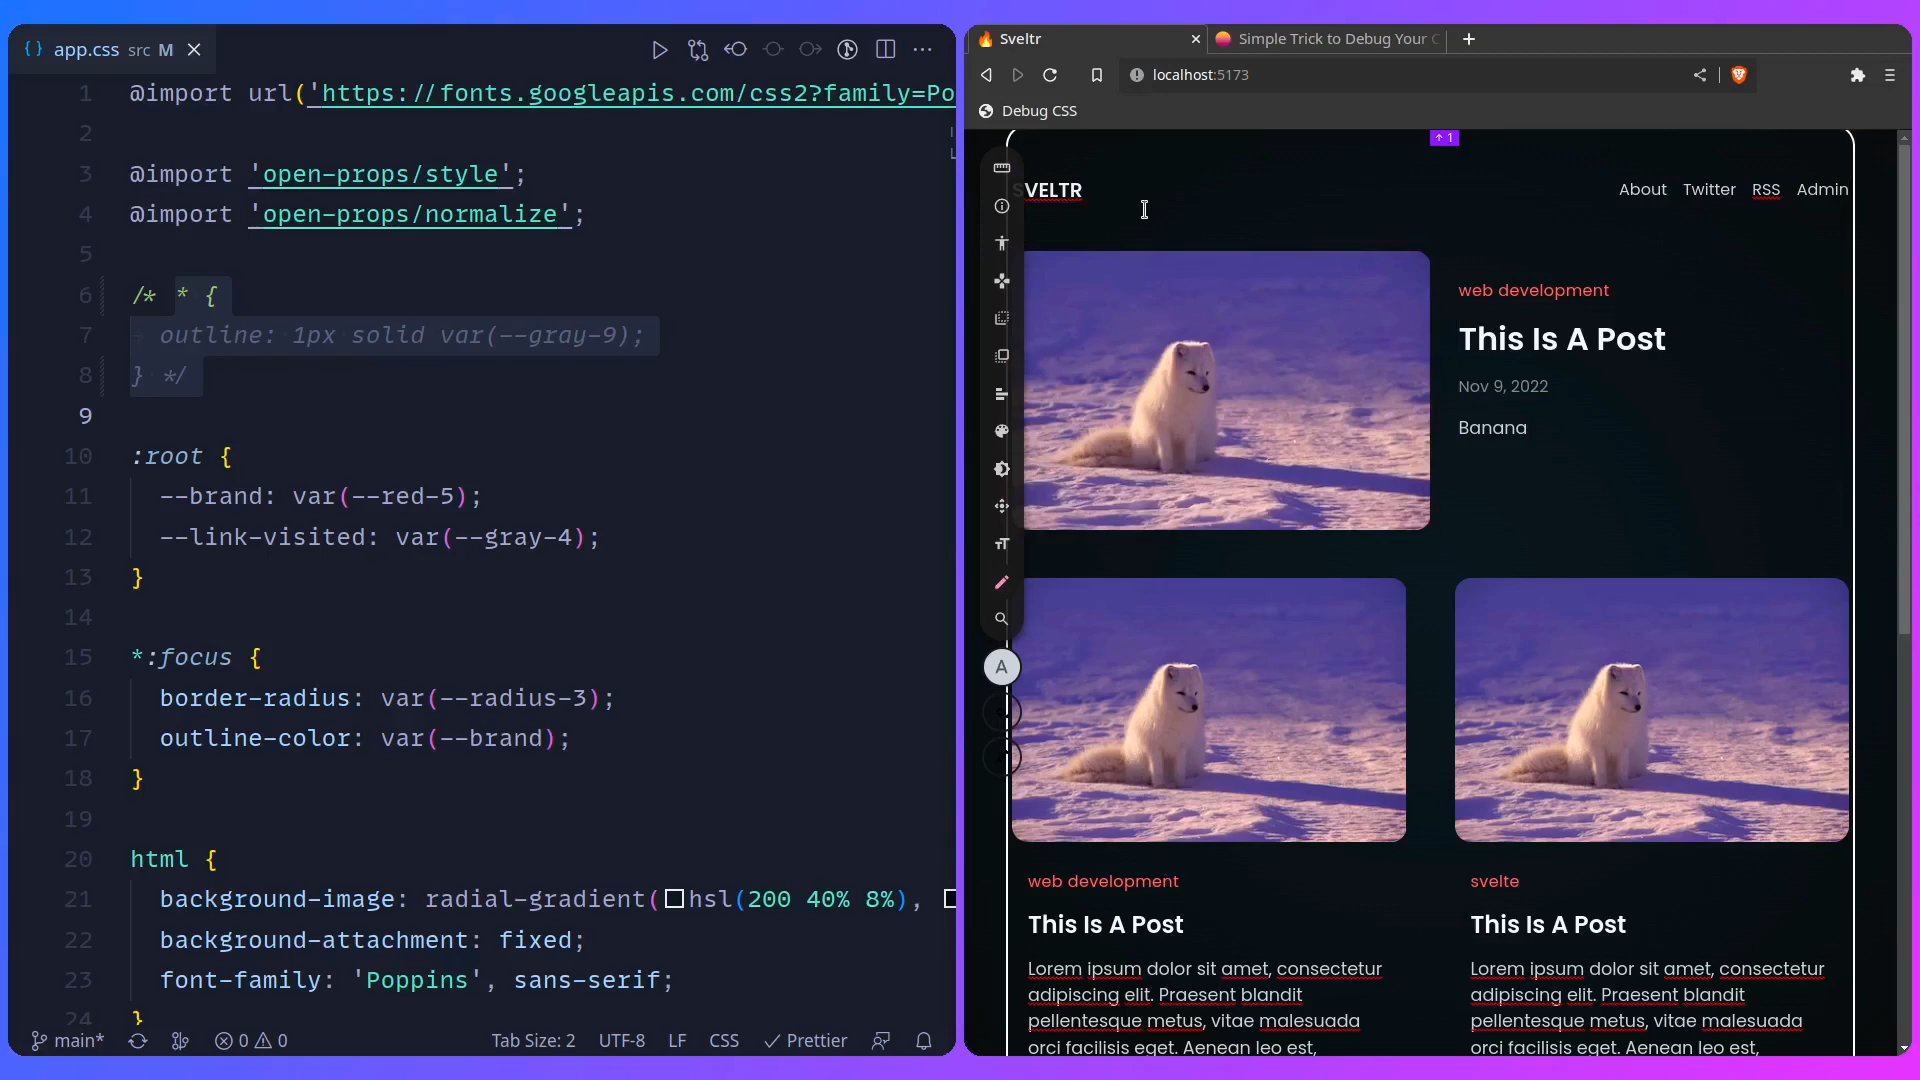 {} app.css src M
1 @import url('https://fonts.googleapis.com/css2?family=Po
2
3 @import 'open-props/style';
4 @import 'open-props/normalize';
5
6 /* * {
7 outline: 1px solid var(--gray-9);
8 } */
9
10 :root {
11 --brand: var(--red-5);
12 --link-visited: var(--gray-4);
13 }
14
15 *:focus {
16 border-radius: var(--radius-3);
17 outline-color: var(--brand);
18 }
19
20 html {
21 background-image: radial-gradient(hsl(200 40% 8%),
22 background-attachment: fixed;
23 font-family: 'Poppins', sans-serif;
24 }
main* 0 0 Tab Size: 2 UTF-8 LF CSS Prettier
Sveltr Simple Trick to Debug Your C
localhost:5173
Debug CSS
↑ 1
SVELTR About Twitter RSS Admin
web development
This Is A Post
Nov 9, 2022
Banana
A
web development
This Is A Post
Lorem ipsum dolor sit amet, consectetur
adipiscing elit. Praesent blandit
pellentesque metus, vitae malesuada
orci facilisis eget. Aenean leo est,
svelte
This Is A Post
Lorem ipsum dolor sit amet, consectetur
adipiscing elit. Praesent blandit
pellentesque metus, vitae malesuada
orci facilisis eget. Aenean leo est,